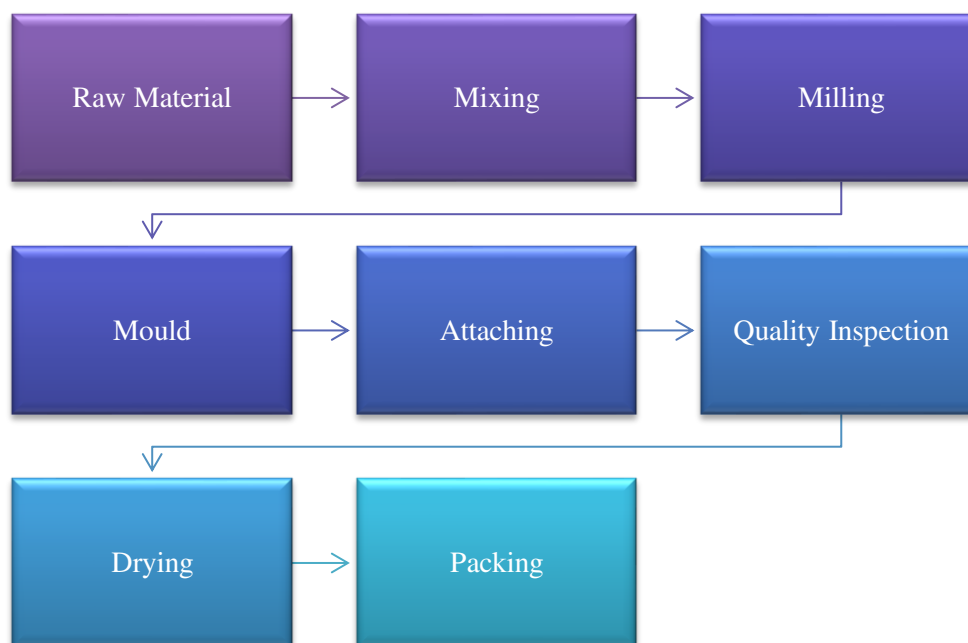 Raw Material
Mixing
Milling
Mould
Attaching
Quality Inspection
Drying
Packing